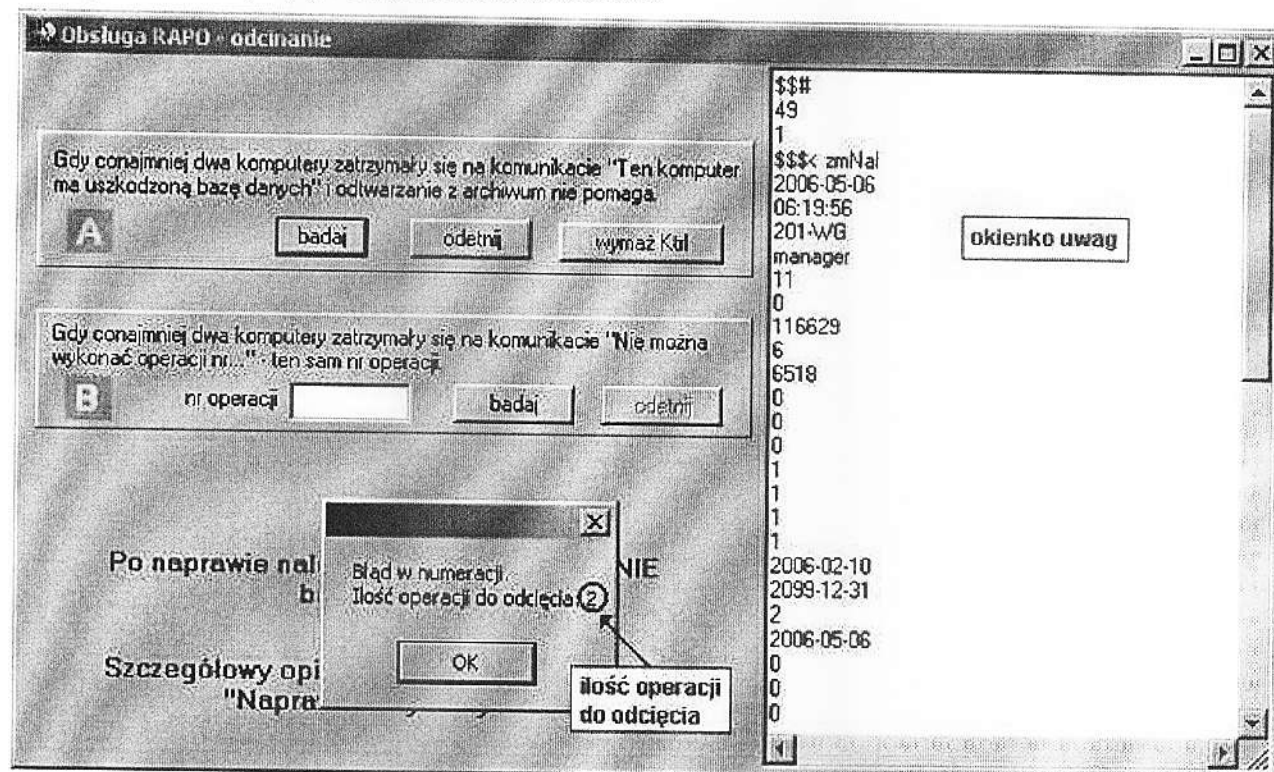 Obsługa RAPO - odcinanie
Gdy conajmniej dwa komputery zatrzymały się na komunikacie "Ten komputer
ma uszkodzoną bazę danych" i odtwarzanie z archiwum nie pomaga.
A
badaj
odetnij
wymaż Ktrl
Gdy conajmniej dwa komputery zatrzymały się na komunikacie "Nie można
wykonać operacji nr..." - ten sam nr operacji.
B
nr operacji
badaj
odetnij
Po naprawie
NIE
Szczegółowy
Błąd w numeracji.
Ilość operacji do odcięcia: 2
OK
ilość operacji
do odcięcia
$$#
49
1
$$$< zmNal
2006-05-06
06:19:56
201-WG
manager
11
0
116629
6
6518
0
0
0
1
1
1
1
2006-02-10
2099-12-31
2
2006-05-06
0
0
0
okienko uwag